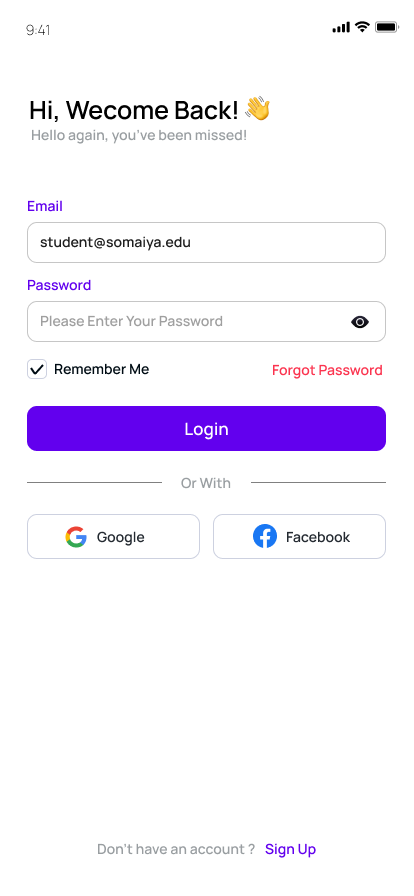 9:41
Hi, Wecome Back! 👋
Hello again, you've been missed!
Email
student@somaiya.edu
Password
Please Enter Your Password
Remember Me Forgot Password
Login
Or With
Google Facebook
Don't have an account ? Sign Up